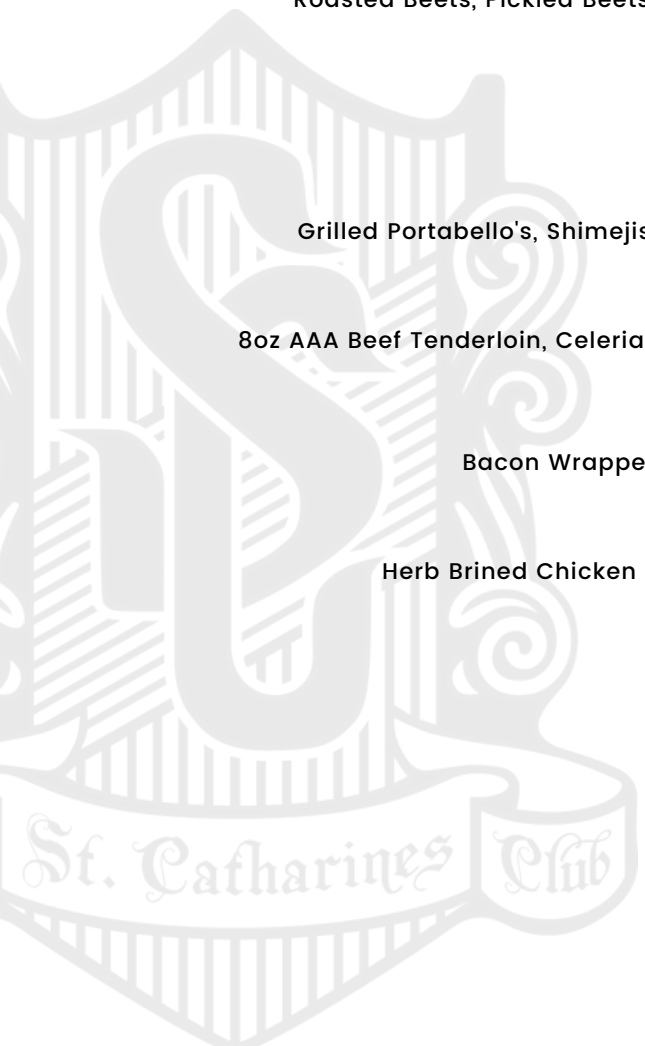 Roasted Beets, Pickled Beets
Grilled Portabello's, Shimejis
8oz AAA Beef Tenderloin, Celeria
Bacon Wrappe
Herb Brined Chicken
St. Catharines Club